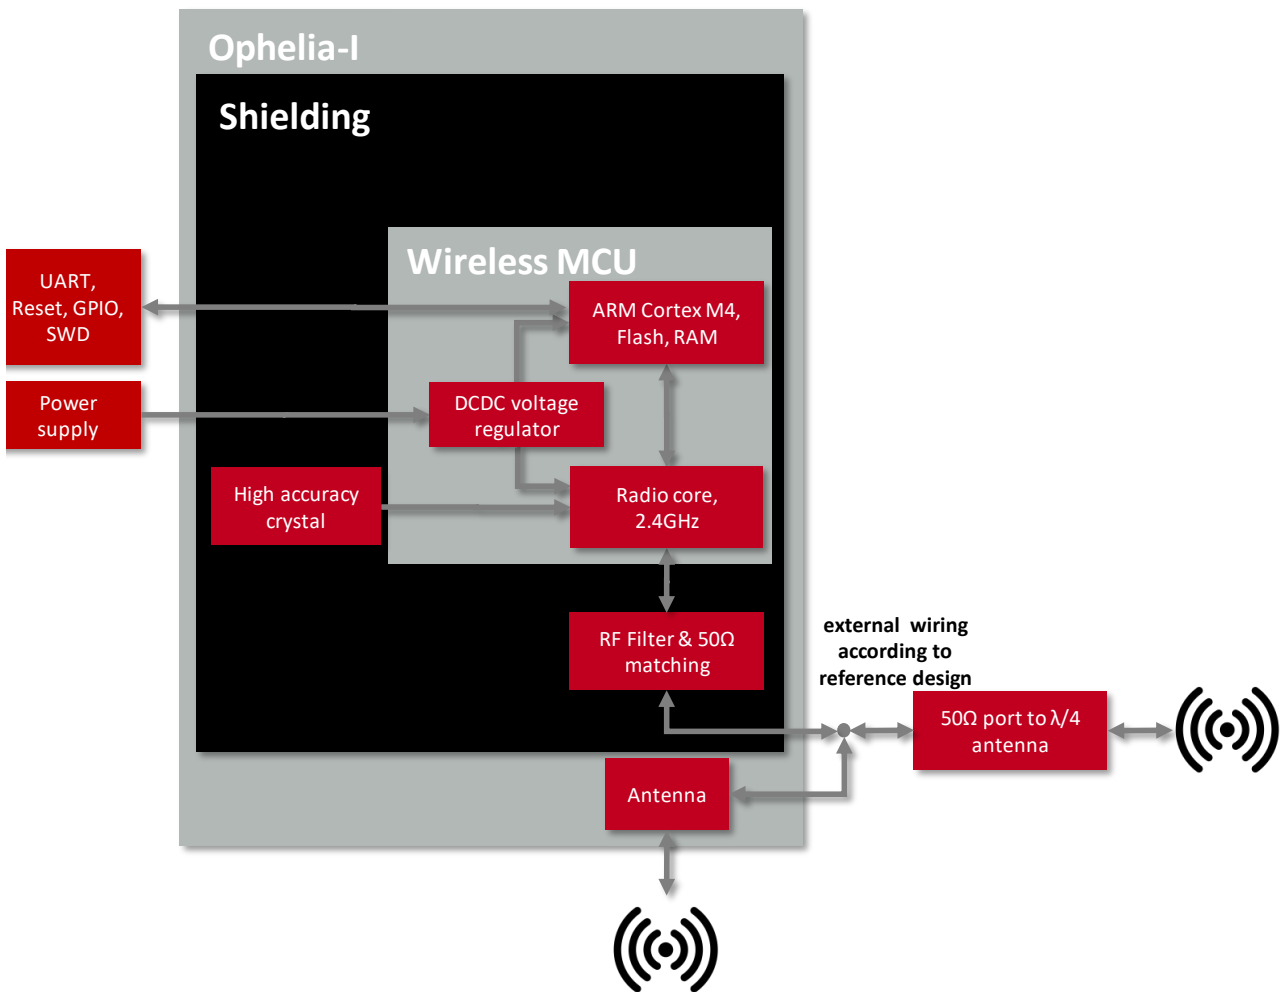 Ophelia-I
Shielding
Wireless MCU
UART,
Reset, GPIO,
SWD
ARM Cortex M4,
Flash, RAM
Power
supply
DCDC voltage
regulator
High accuracy
crystal
Radio core,
2.4GHz
RF Filter & 50Ω
matching
external wiring
according to
reference design
50Ω port to λ/4
antenna
Antenna